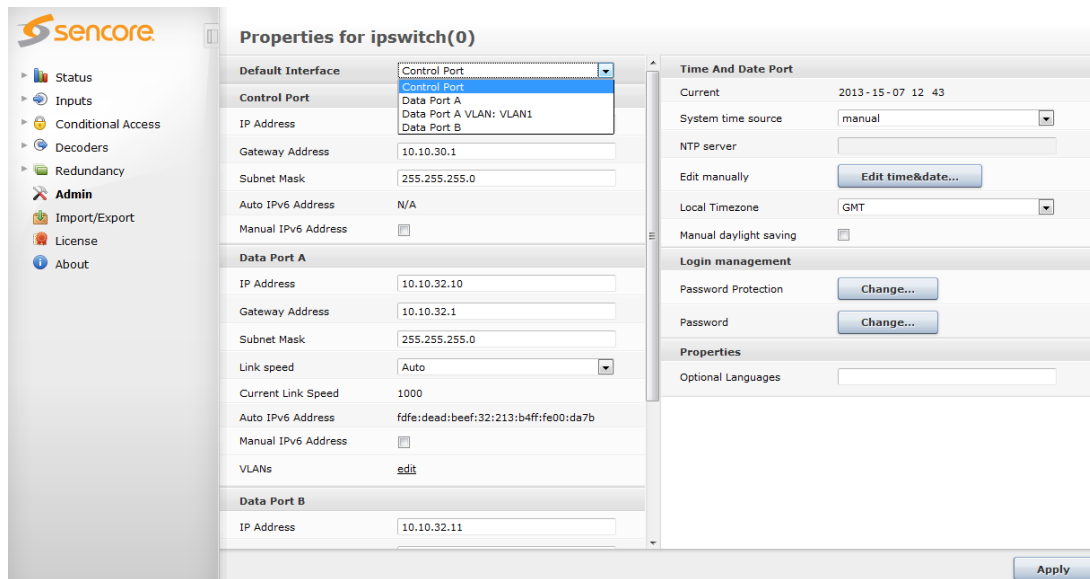 sencore
Status
Inputs
Conditional Access
Decoders
Redundancy
Admin
Import/Export
License
About
Properties for ipswitch(0)
Default Interface
Control Port
Control Port
Data Port A
Data Port A VLAN: VLAN1
Data Port B
Control Port
IP Address
Gateway Address
10.10.30.1
Subnet Mask
255.255.255.0
Auto IPv6 Address
N/A
Manual IPv6 Address
Data Port A
IP Address
10.10.32.10
Gateway Address
10.10.32.1
Subnet Mask
255.255.255.0
Link speed
Auto
Current Link Speed
1000
Auto IPv6 Address
fdfe:dead:beef:32:213:b4ff:fe00:da7b
Manual IPv6 Address
VLANs
edit
Data Port B
IP Address
10.10.32.11
Time And Date Port
Current
2013-15-07 12 43
System time source
manual
NTP server
Edit manually
Edit time&date...
Local Timezone
GMT
Manual daylight saving
Login management
Password Protection
Change...
Password
Change...
Properties
Optional Languages
Apply